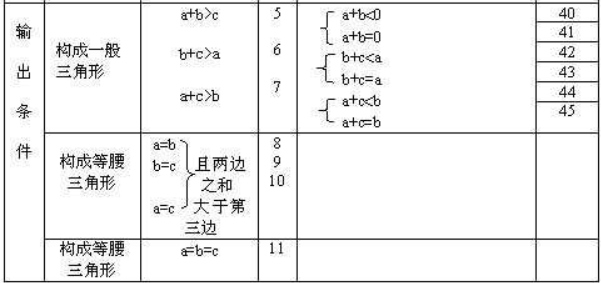 输出条件
构成一般
三角形
a+b>c
b+c>a
a+c>b
5
6
7
a+b<0
a+b=0
b+c<a
b+c=a
a+c<b
a+c=b
40
41
42
43
44
45
构成等腰
三角形
a=b
b=c
a=c
且两边
之和
大于第
三边
8
9
10
构成等腰
三角形
a=b=c
11